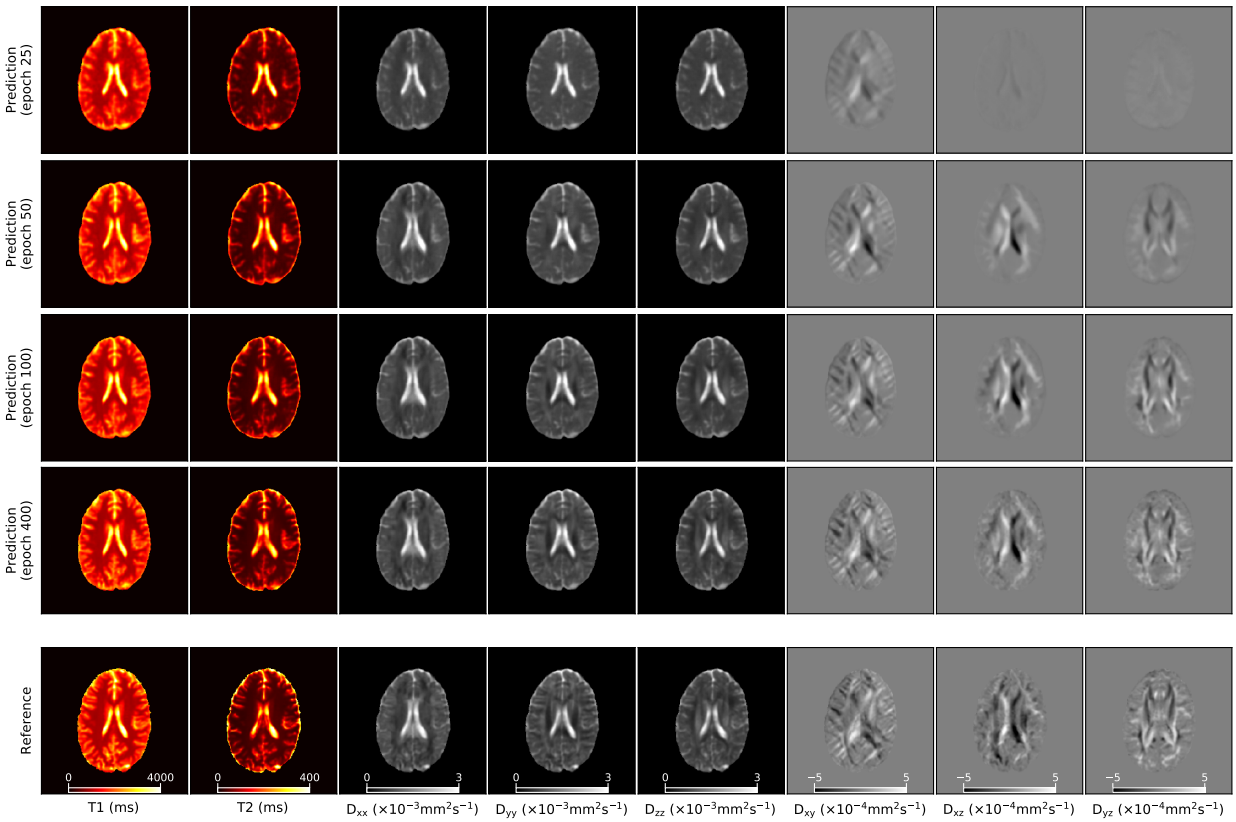 Prediction
(epoch 25)
Prediction
(epoch 50)
Prediction
(epoch 100)
Prediction
(epoch 400)
Reference
0 4000
0 400
0 3
0 3
0 3
−5 5
−5 5
−5 5
T1 (ms)
T2 (ms)
Dxx (×10⁻³mm²s⁻¹)
Dyy (×10⁻³mm²s⁻¹)
Dzz (×10⁻³mm²s⁻¹)
Dxy (×10⁻⁴mm²s⁻¹)
Dxz (×10⁻⁴mm²s⁻¹)
Dyz (×10⁻⁴mm²s⁻¹)